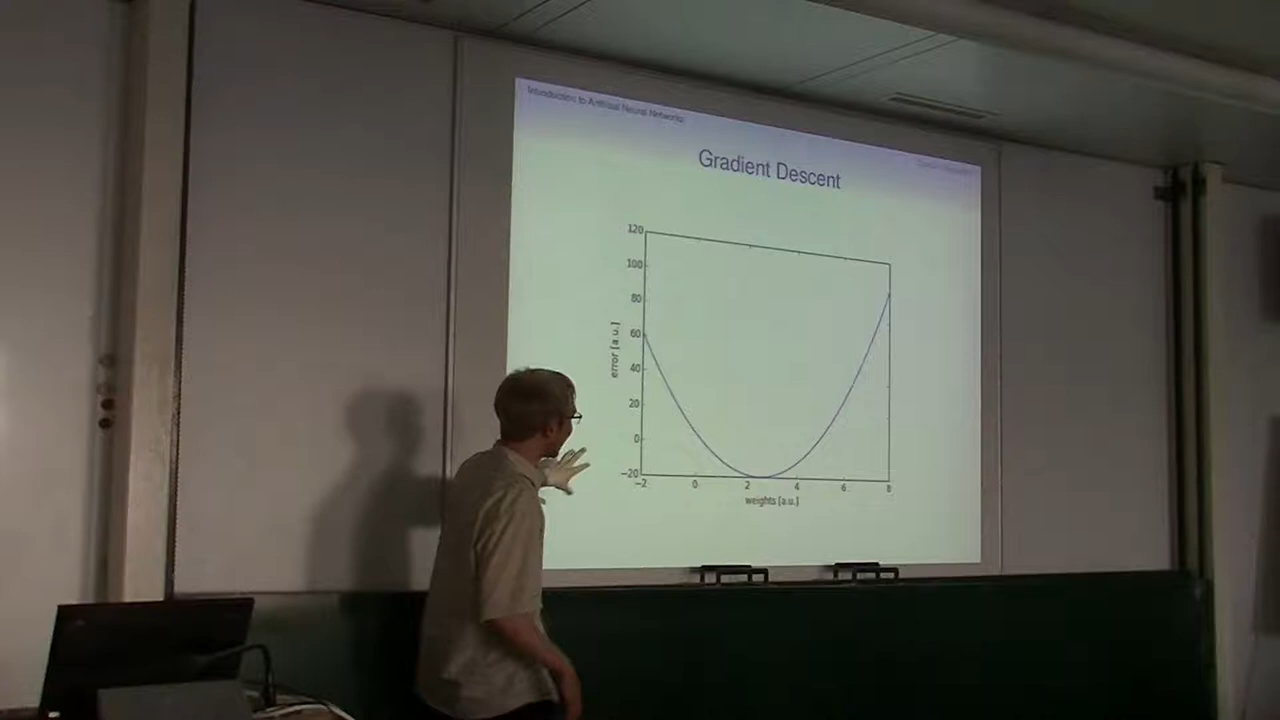 Introduction to Artificial Neural Networks
Gradient Descent
120
100
80
60
40
20
0
−20
error [a.u.]
−2 0 2 4 6 8
weights [a.u.]